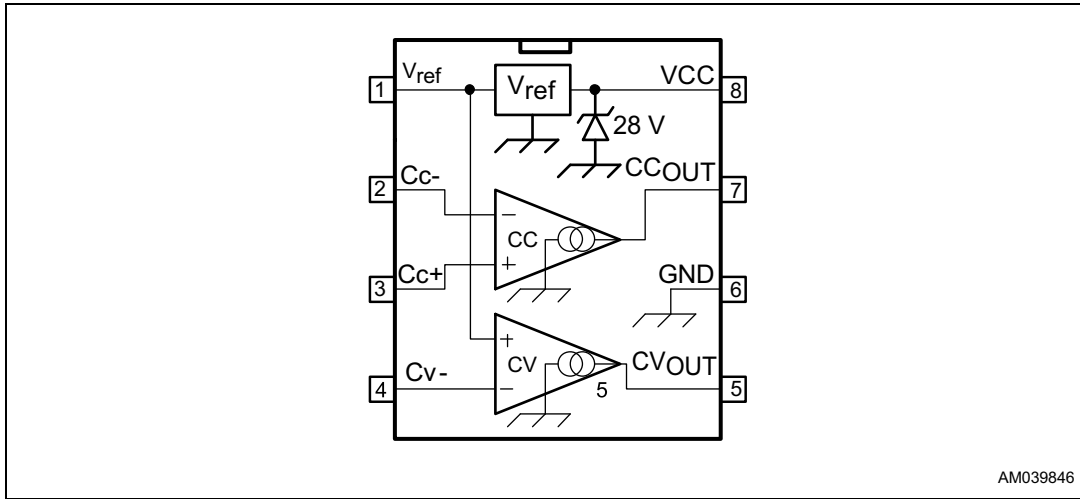 1 Vref Vref VCC 8
28 V
2 Cc- CCOUT 7
− CC
3 Cc+ + GND 6
+ CV
4 Cv- − 5 CVOUT 5
AM039846